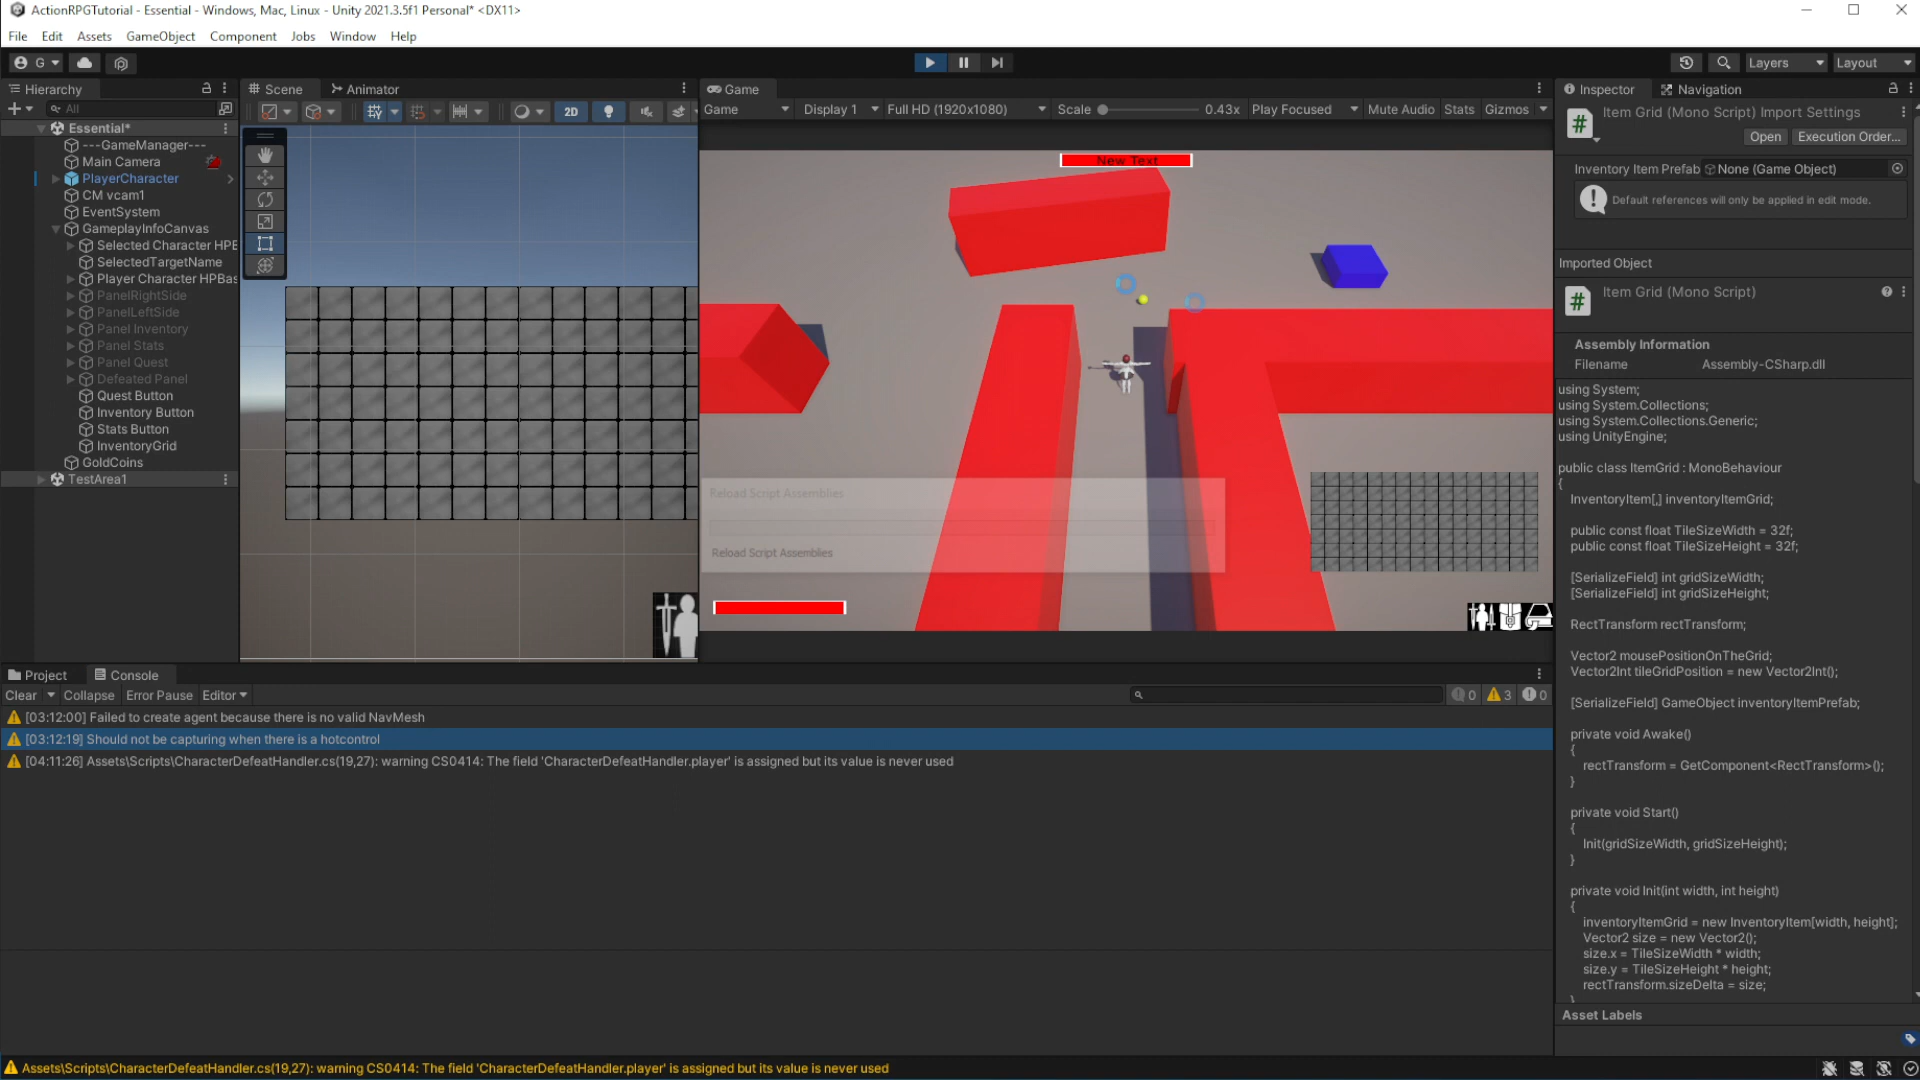 ActionRPGTutorial - Essential - Windows, Mac, Linux - Unity 2021.3.5f1 Personal* <DX11>
File Edit Assets GameObject Component Jobs Window Help
G Layers Layout
Hierarchy
All
Essential*
---GameManager---
Main Camera
PlayerCharacter
CM vcam1
EventSystem
GameplayInfoCanvas
Selected Character HPE
SelectedTargetName
Player Character HPBas
PanelRightSide
PanelLeftSide
Panel Inventory
Panel Stats
Panel Quest
Defeated Panel
Quest Button
Inventory Button
Stats Button
InventoryGrid
GoldCoins
TestArea1
Scene Animator
2D
Game
Game Display 1 Full HD (1920x1080) Scale 0.43x Play Focused Mute Audio Stats Gizmos
New Text
Reload Script Assemblies
Reload Script Assemblies
Inspector Navigation
Item Grid (Mono Script) Import Settings
Open Execution Order...
Inventory Item Prefab None (Game Object)
Default references will only be applied in edit mode.
Imported Object
Item Grid (Mono Script)
Assembly Information
Filename Assembly-CSharp.dll
using System;
using System.Collections;
using System.Collections.Generic;
using UnityEngine;
public class ItemGrid : MonoBehaviour
{
InventoryItem[,] inventoryItemGrid;
public const float TileSizeWidth = 32f;
public const float TileSizeHeight = 32f;
[SerializeField] int gridSizeWidth;
[SerializeField] int gridSizeHeight;
RectTransform rectTransform;
Vector2 mousePositionOnTheGrid;
Vector2Int tileGridPosition = new Vector2Int();
[SerializeField] GameObject inventoryItemPrefab;
private void Awake()
{
rectTransform = GetComponent<RectTransform>();
}
private void Start()
{
Init(gridSizeWidth, gridSizeHeight);
}
private void Init(int width, int height)
{
inventoryItemGrid = new InventoryItem[width, height];
Vector2 size = new Vector2();
size.x = TileSizeWidth * width;
size.y = TileSizeHeight * height;
rectTransform.sizeDelta = size;
}
Asset Labels
Project Console
Clear Collapse Error Pause Editor 0 3 0
[03:12:00] Failed to create agent because there is no valid NavMesh
[03:12:19] Should not be capturing when there is a hotcontrol
[04:11:26] Assets\Scripts\CharacterDefeatHandler.cs(19,27): warning CS0414: The field 'CharacterDefeatHandler.player' is assigned but its value is never used
Assets\Scripts\CharacterDefeatHandler.cs(19,27): warning CS0414: The field 'CharacterDefeatHandler.player' is assigned but its value is never used